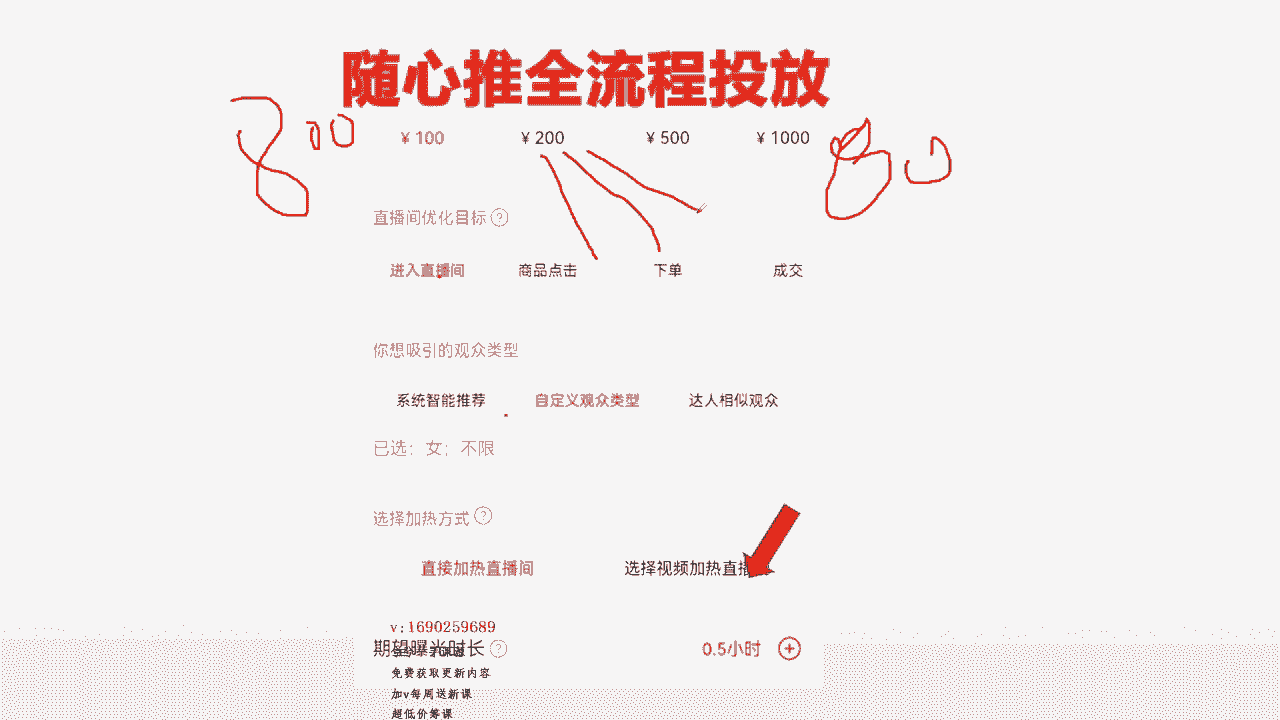 随心推全流程投放
800
¥ 100 ¥ 200 ¥ 500 ¥ 1000
直播间优化目标 ?
进入直播间 商品点击 下单 成交
你想吸引的观众类型
系统智能推荐 自定义观众类型 达人相似观众
已选：女；不限
选择加热方式 ?
直接加热直播间 选择视频加热直播
v:1690259689
期望曝光时长 ? 0.5小时 +
免费获取更新内容
加v每周送新课
超低价筹课